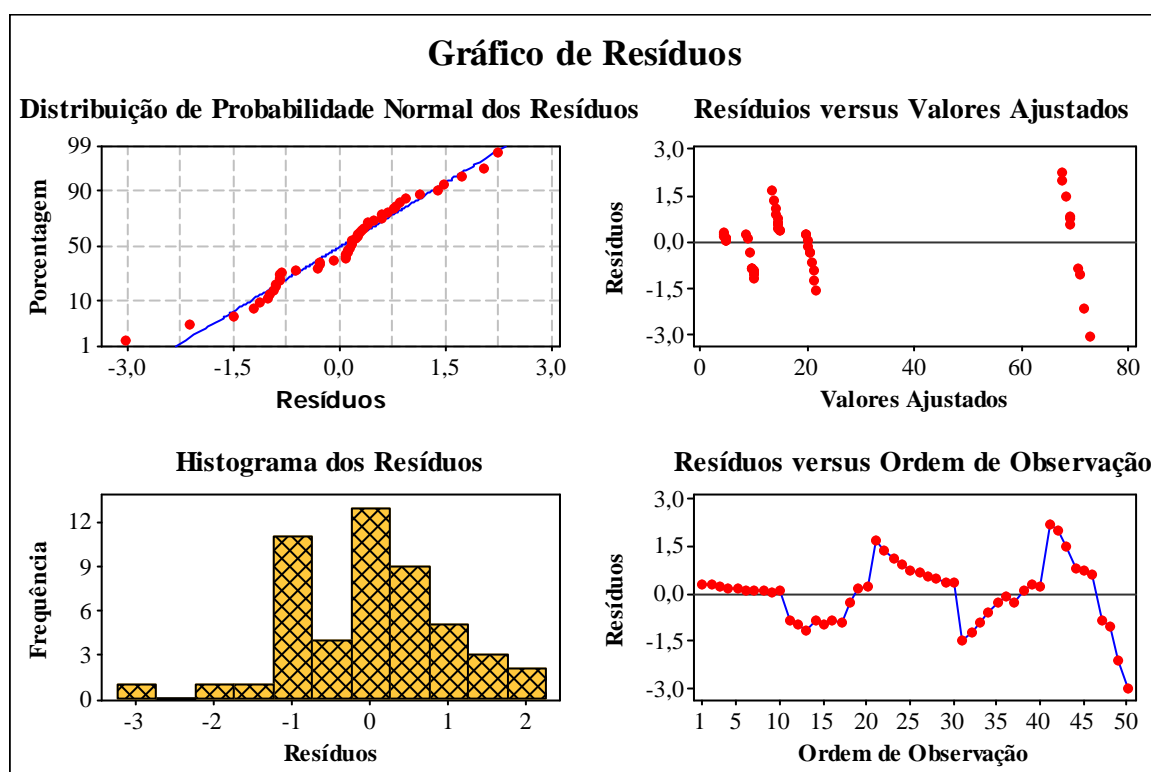 Gráfico de Resíduos
Distribuição de Probabilidade Normal dos Resíduos
99
90
50
10
1
Porcentagem
-3,0 -1,5 0,0 1,5 3,0
Resíduos
Resíduios versus Valores Ajustados
3,0
1,5
0,0
-1,5
-3,0
Resíduos
0 20 40 60 80
Valores Ajustados
Histograma dos Resíduos
12
9
6
3
0
Frequência
-3 -2 -1 0 1 2
Resíduos
Resíduos versus Ordem de Observação
3,0
1,5
0,0
-1,5
-3,0
Resíduos
1 5 10 15 20 25 30 35 40 45 50
Ordem de Observação